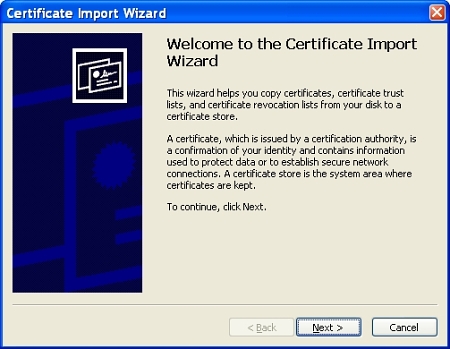 Certificate Import Wizard
Welcome to the Certificate Import
Wizard
This wizard helps you copy certificates, certificate trust
lists, and certificate revocation lists from your disk to a
certificate store.
A certificate, which is issued by a certification authority, is
a confirmation of your identity and contains information
used to protect data or to establish secure network
connections. A certificate store is the system area where
certificates are kept.
To continue, click Next.
< Back
Next >
Cancel